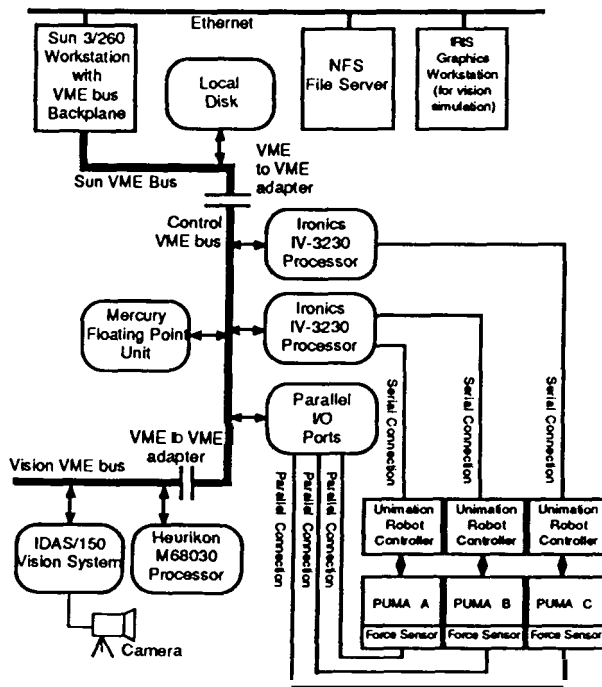 Ethernet
Sun 3/260
Workstation
with
VME bus
Backplane
Local
Disk
NFS
File Server
IRIS
Graphics
Workstation
(for vision
simulation)
VME
to VME
adapter
Sun VME Bus
Control
VME bus
Ironics
IV-3230
Processor
Mercury
Floating Point
Unit
Ironics
IV-3230
Processor
Parallel
I/O
Ports
VME to VME
adapter
Vision VME bus
IDAS/150
Vision System
Heurikon
M68030
Processor
Camera
Parallel Connection
Parallel Connection
Parallel Connection
Serial Connection
Serial Connection
Serial Connection
Unimation
Robot
Controller
Unimation
Robot
Controller
Unimation
Robot
Controller
PUMA A
PUMA B
PUMA C
Force Sensor
Force Sensor
Force Sensor